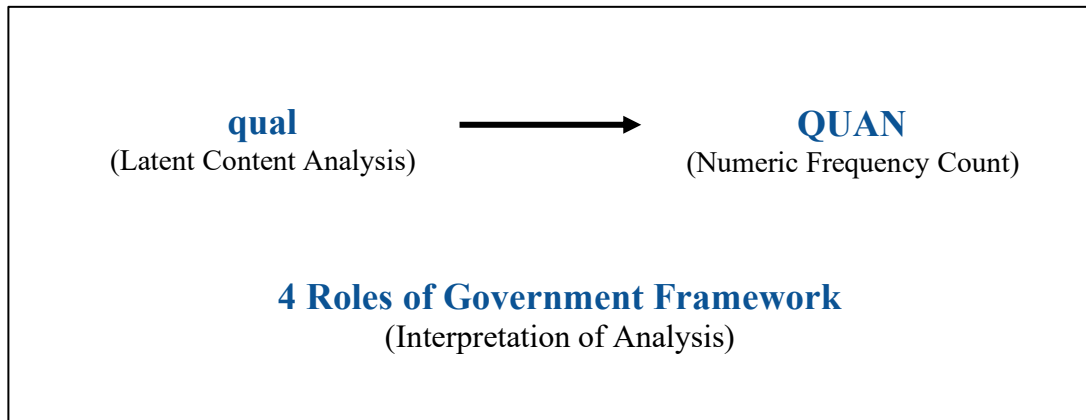 qual
(Latent Content Analysis)
QUAN
(Numeric Frequency Count)
4 Roles of Government Framework
(Interpretation of Analysis)